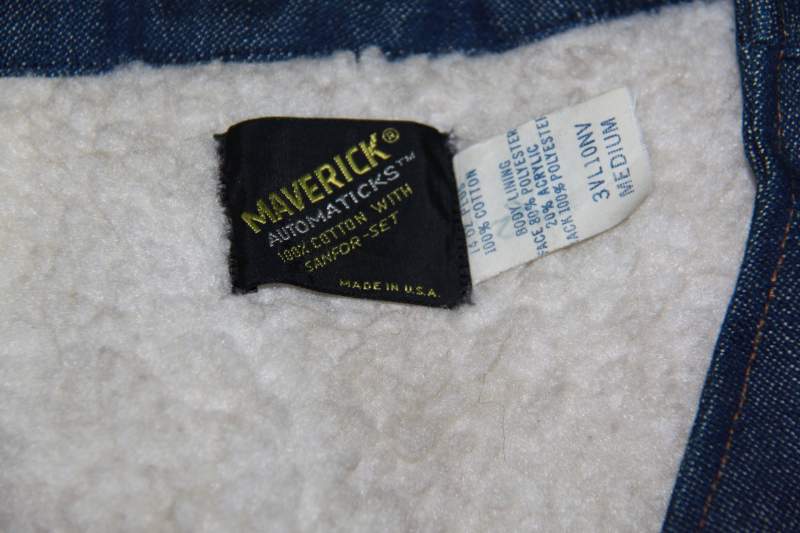 MAVERICK®
AUTOMATICKS™
100% COTTON WITH
SANFOR-SET
MADE IN U.S.A.
100% COTTON
BODY LINING
FACE 80% POLYESTER
20% ACRYLIC
ACK 100% POLYESTER
3VL10NV
MEDIUM